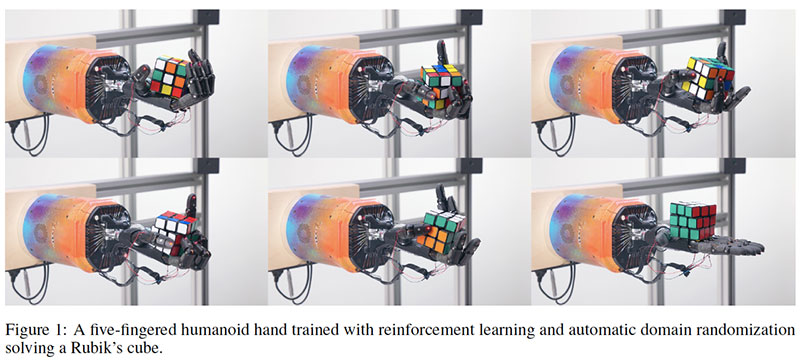 Figure 1: A five-fingered humanoid hand trained with reinforcement learning and automatic domain randomization
solving a Rubik's cube.